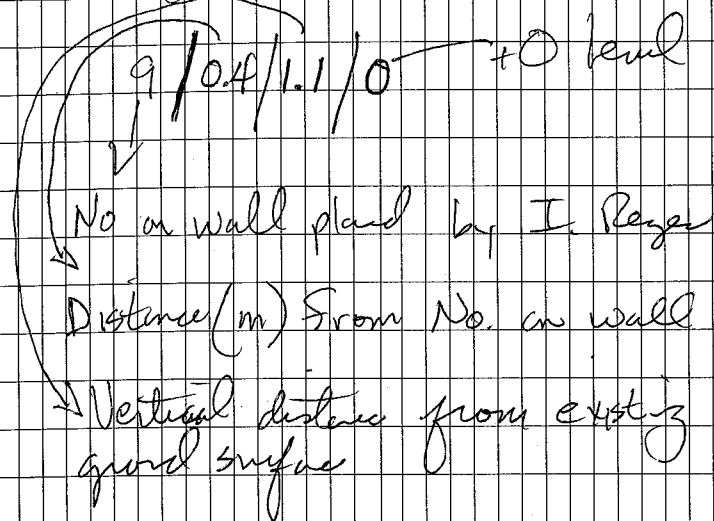 9 / 0.4 / 1.1 / 0 +0 level
No on wall placed by I.
Distance (m) from No. on wall
Vertical distance from existing
ground surface